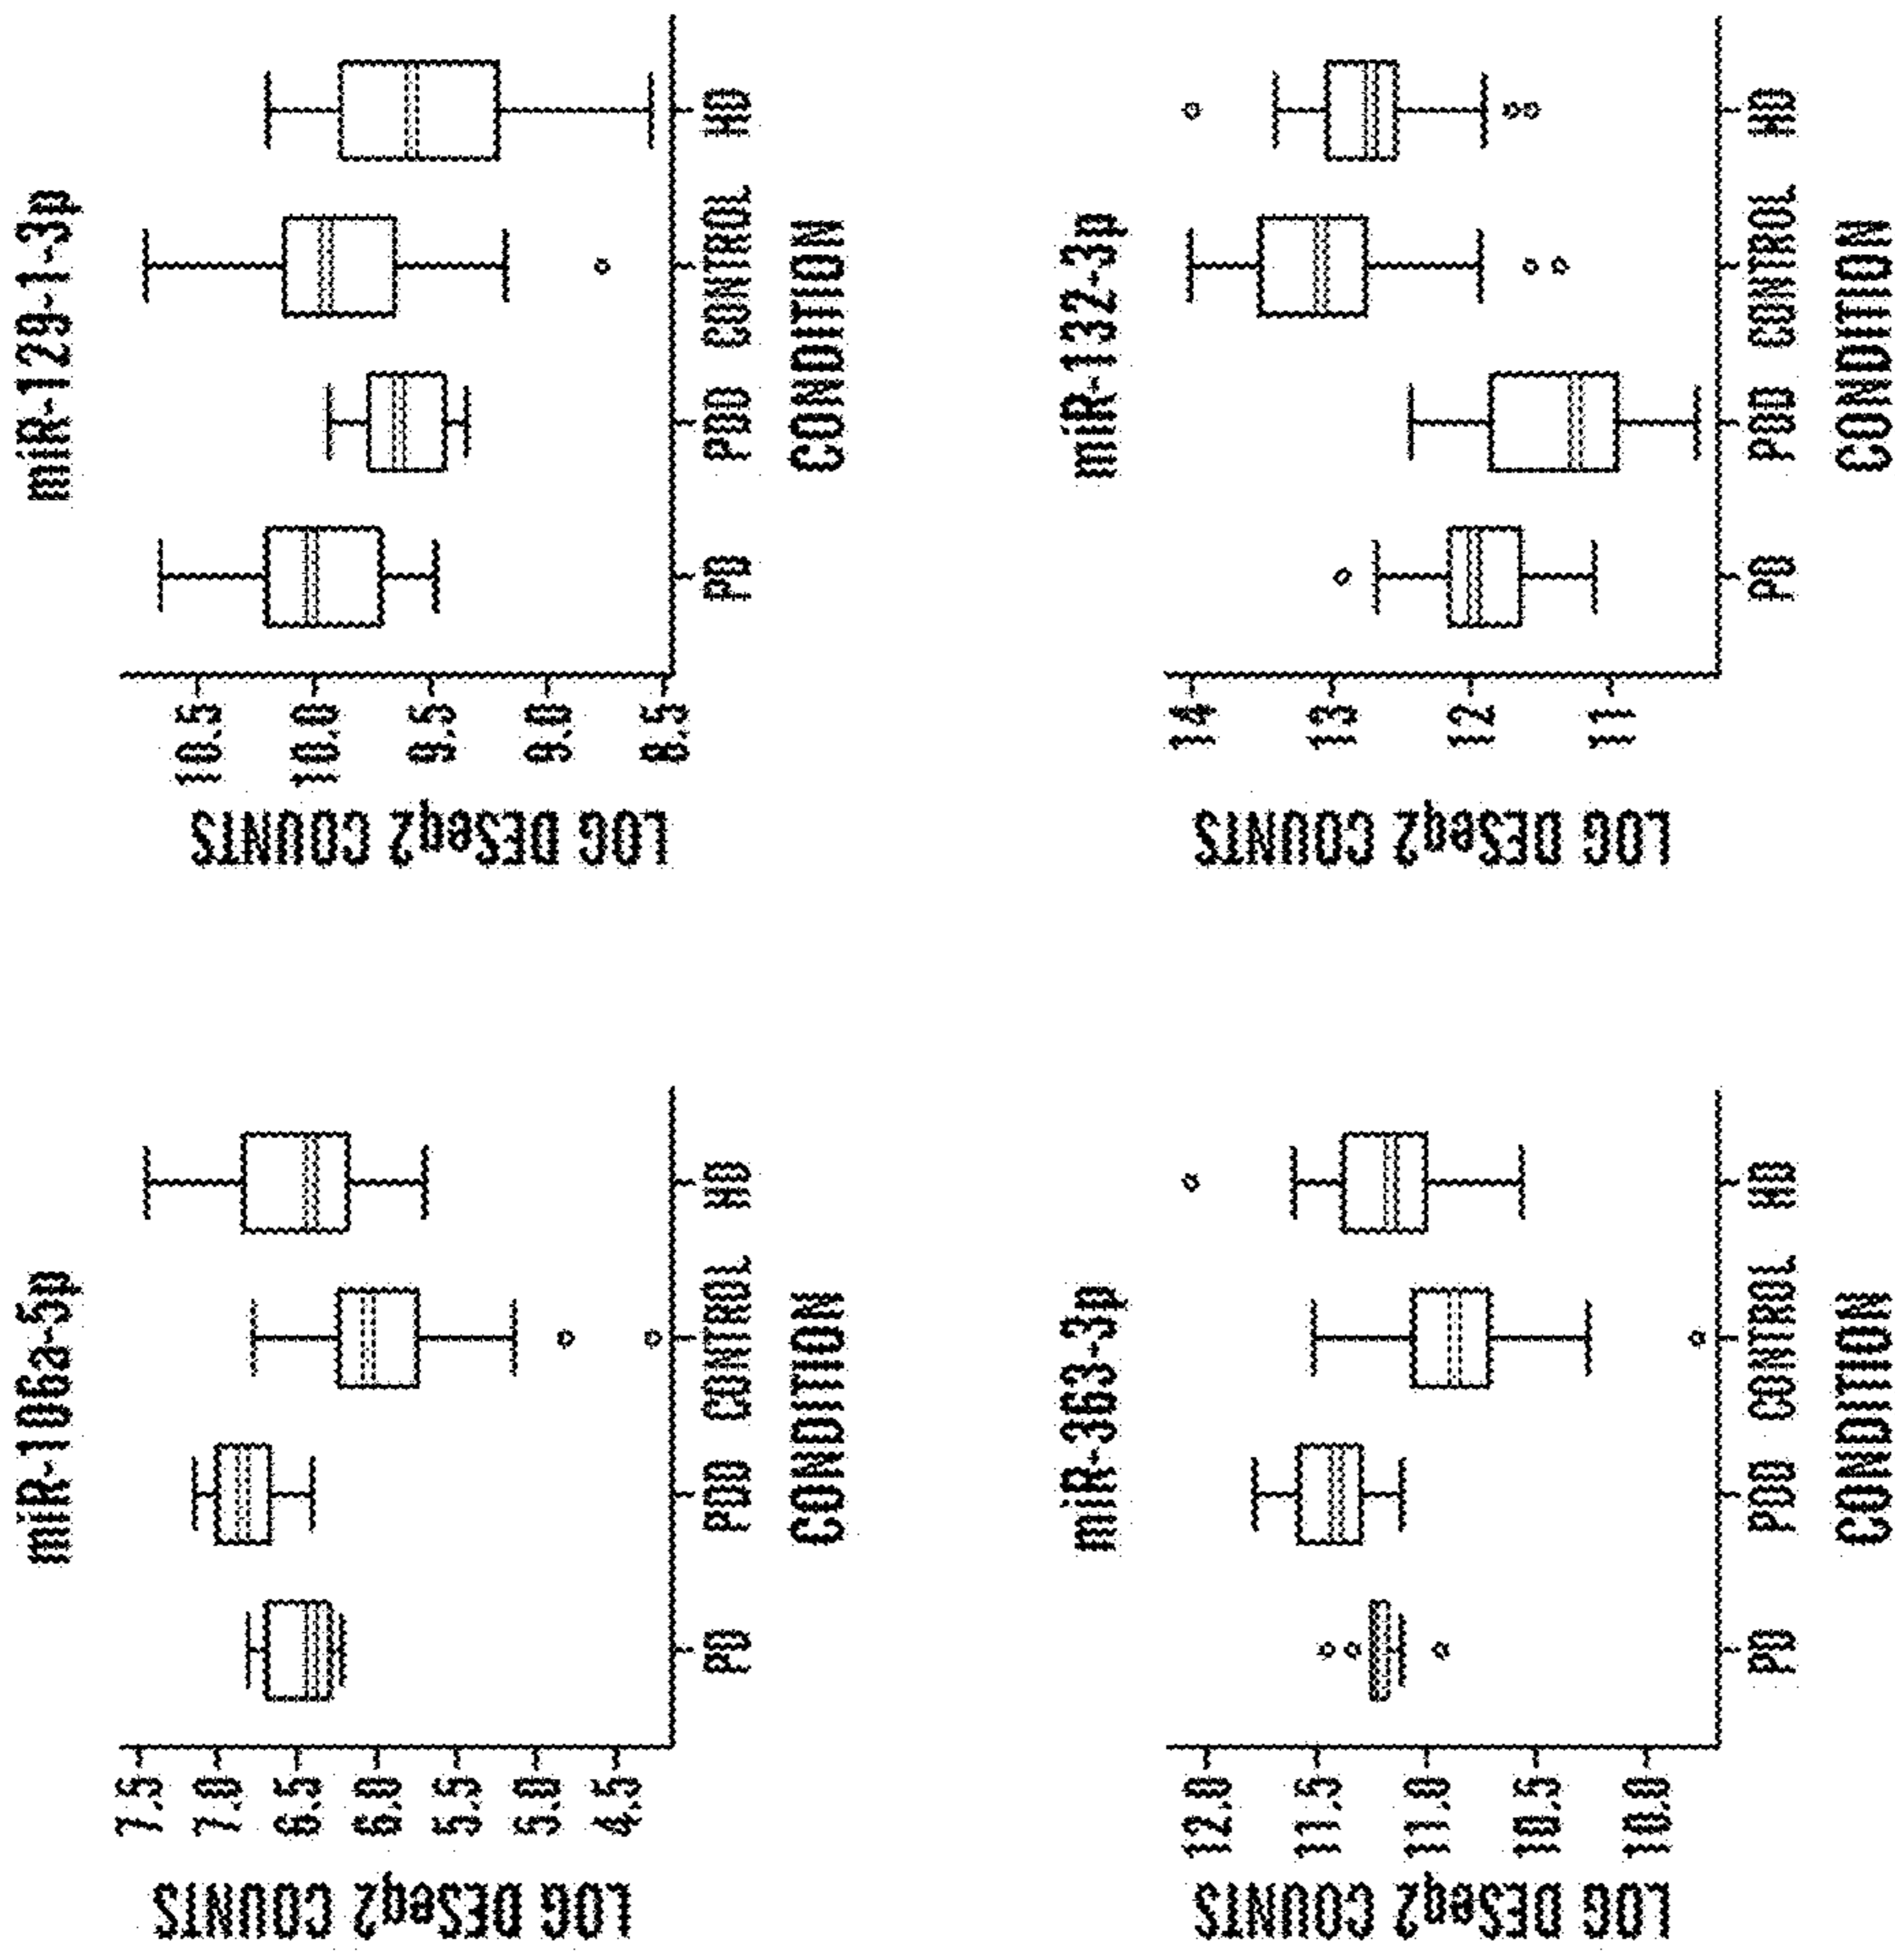 miR-106a-5p
LOG DESeq2 COUNTS
7.5
7.0
6.5
6.0
5.5
5.0
4.5
PD PDD CONTROL HD
CONDITION
miR-129-1-3p
LOG DESeq2 COUNTS
10.5
10.0
9.5
9.0
8.5
PD PDD CONTROL HD
CONDITION
miR-363-3p
LOG DESeq2 COUNTS
12.0
11.5
11.0
10.5
10.0
PD PDD CONTROL HD
CONDITION
miR-132-3p
LOG DESeq2 COUNTS
14
13
12
11
PD PDD CONTROL HD
CONDITION